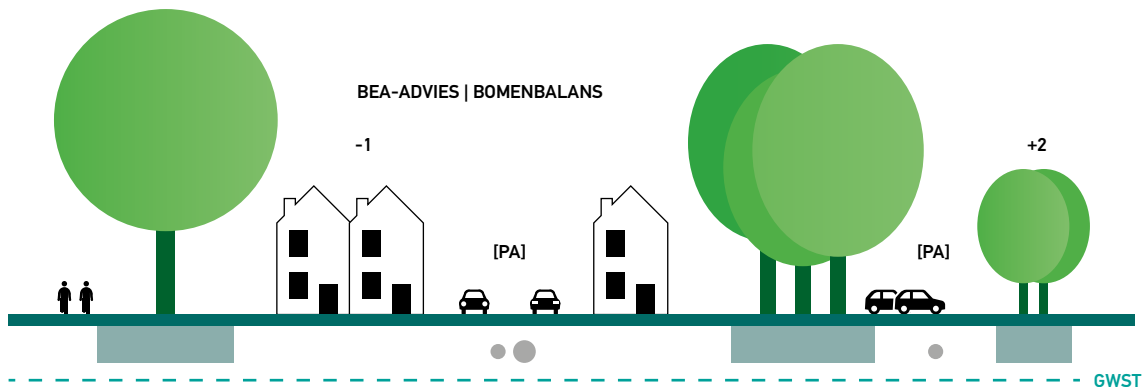 BEA-ADVIES | BOMENBALANS
-1
+2
[PA]
[PA]
GWST